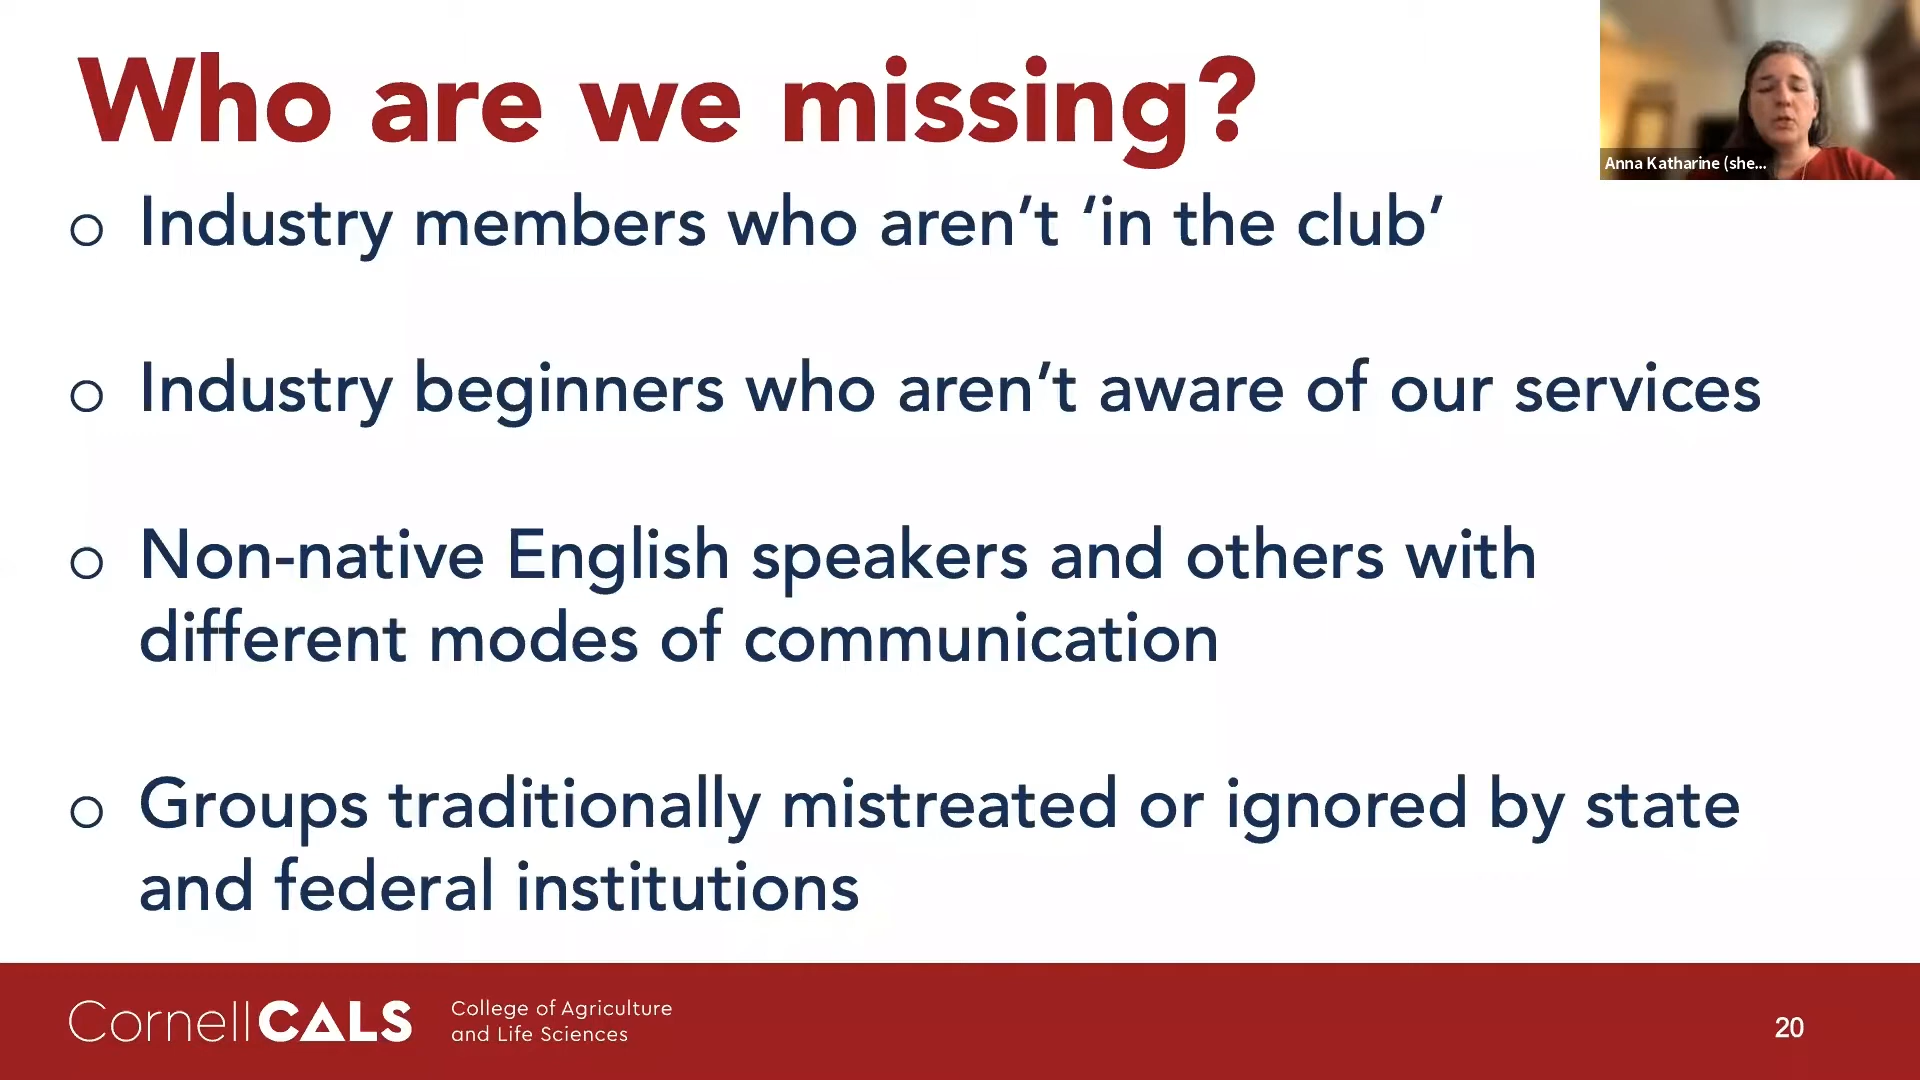 Who are we missing?
Anna Katharine (she...
o Industry members who aren’t ‘in the club’
o Industry beginners who aren’t aware of our services
o Non-native English speakers and others with
different modes of communication
o Groups traditionally mistreated or ignored by state
and federal institutions
CornellCALS
College of Agriculture
and Life Sciences
20